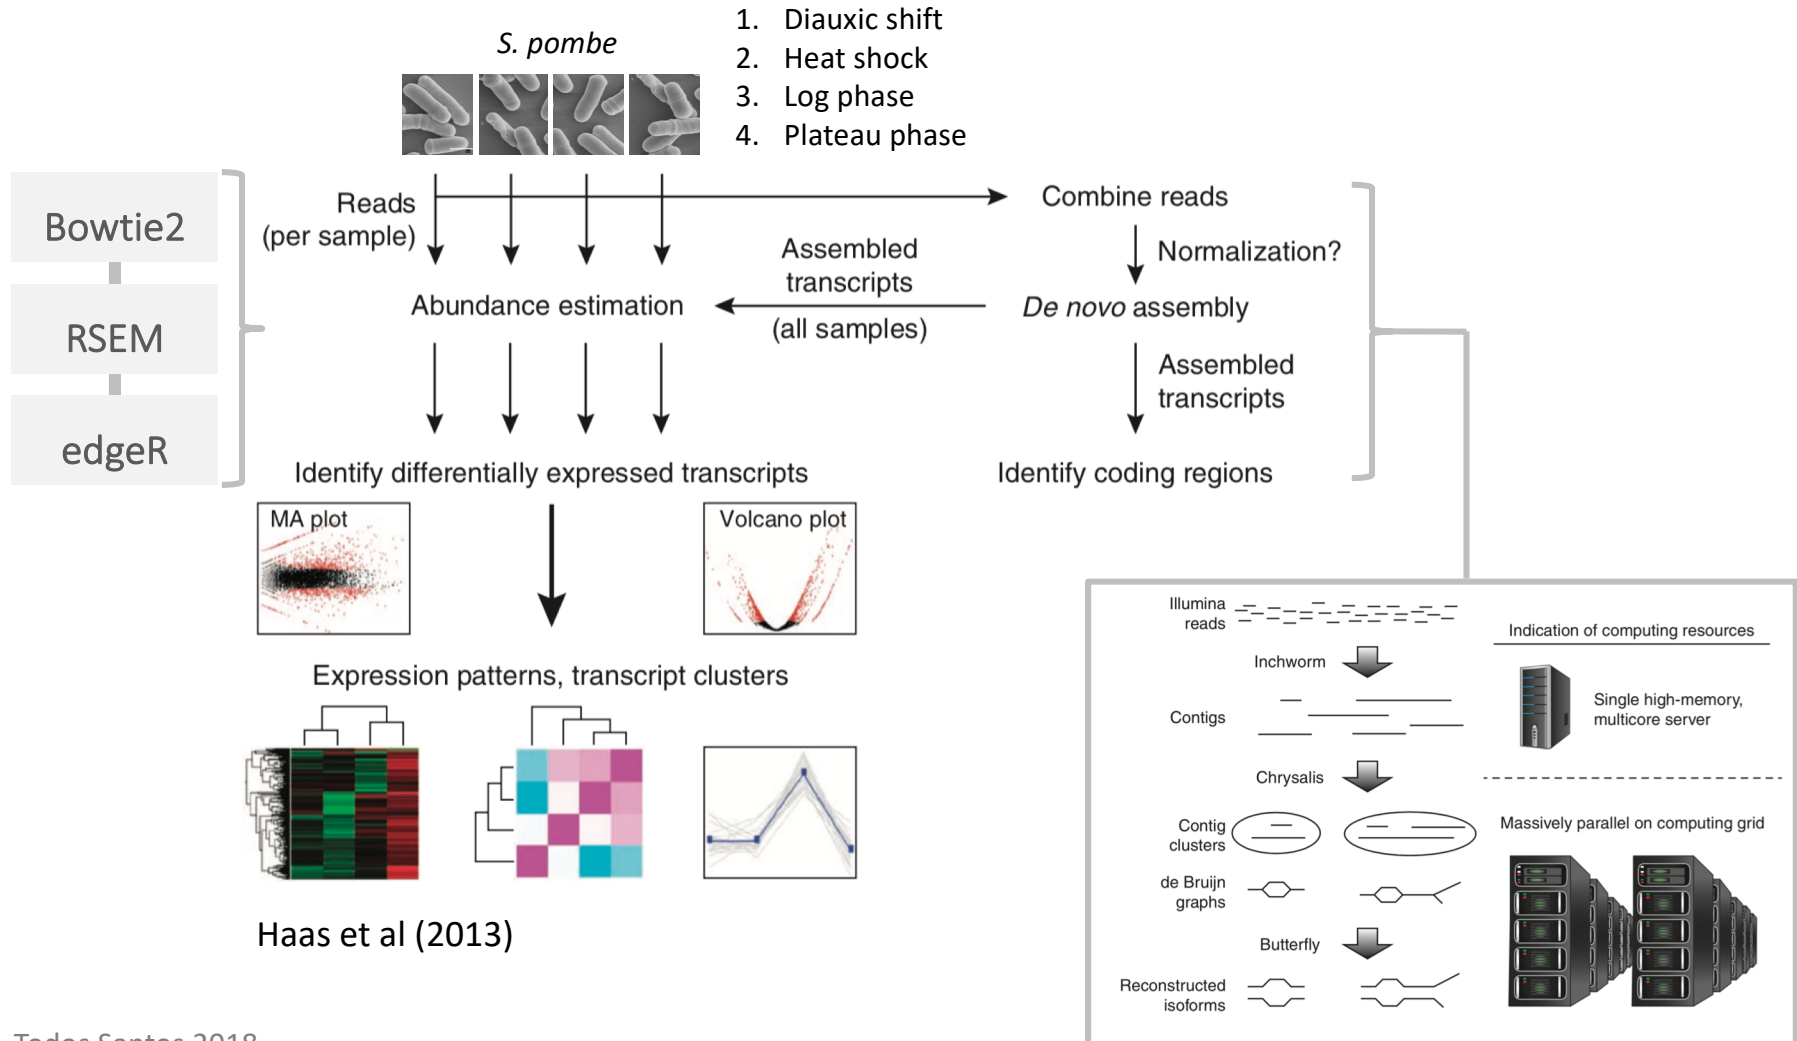 S. pombe
1. Diauxic shift
2. Heat shock
3. Log phase
4. Plateau phase
Bowtie2
RSEM
edgeR
Reads
(per sample)
Combine reads
Normalization?
Assembled
transcripts
(all samples)
Abundance estimation
De novo assembly
Assembled
transcripts
Identify differentially expressed transcripts
Identify coding regions
MA plot
Volcano plot
Expression patterns, transcript clusters
Haas et al (2013)
Illumina
reads
Inchworm
Contigs
Chrysalis
Contig
clusters
de Bruijn
graphs
Butterfly
Reconstructed
isoforms
Indication of computing resources
Single high-memory,
multicore server
Massively parallel on computing grid
Todos Santos 2018